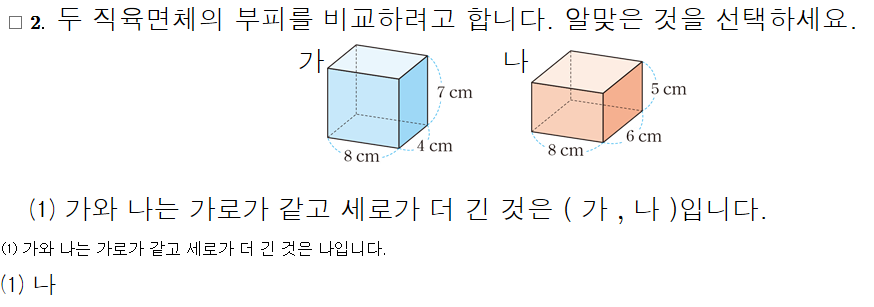 □ 2. 두 직육면체의 부피를 비교하려고 합니다. 알맞은 것을 선택하세요.
가 나
7 cm 5 cm
4 cm 6 cm
8 cm 8 cm
(1) 가와 나는 가로가 같고 세로가 더 긴 것은 ( 가 , 나 )입니다.
(1) 가와 나는 가로가 같고 세로가 더 긴 것은 나입니다.
(1) 나